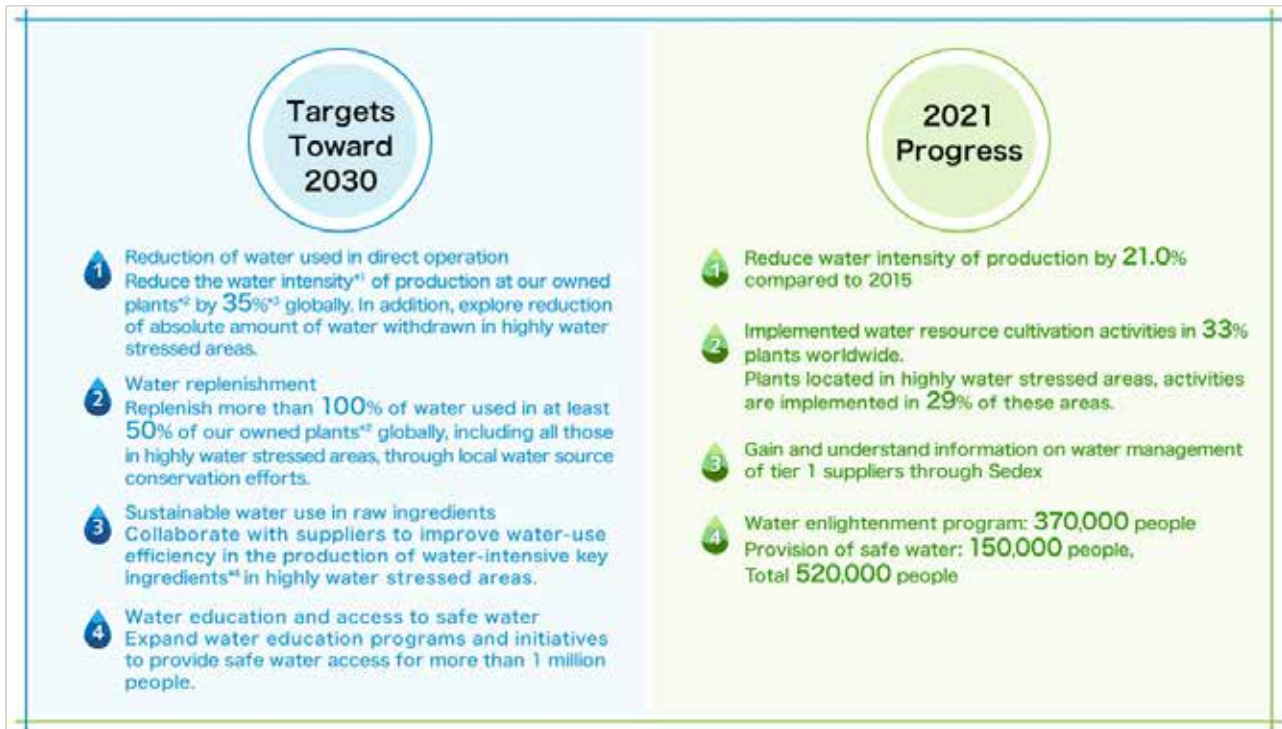 Targets
Toward
2030
1
Reduction of water used in direct operation
Reduce the water intensity*1 of production at our owned
plants*2 by 35%*3 globally. In addition, explore reduction
of absolute amount of water withdrawn in highly water
stressed areas.
2
Water replenishment
Replenish more than 100% of water used in at least
50% of our owned plants*2 globally, including all those
in highly water stressed areas, through local water source
conservation efforts.
3
Sustainable water use in raw ingredients
Collaborate with suppliers to improve water-use
efficiency in the production of water-intensive key
ingredients*4 in highly water stressed areas.
4
Water education and access to safe water
Expand water education programs and initiatives
to provide safe water access for more than 1 million
people.
2021
Progress
1
Reduce water intensity of production by 21.0%
compared to 2015
2
Implemented water resource cultivation activities in 33%
plants worldwide.
Plants located in highly water stressed areas, activities
are implemented in 29% of these areas.
3
Gain and understand information on water management
of tier 1 suppliers through Sedex
4
Water enlightenment program: 370,000 people
Provision of safe water: 150,000 people,
Total 520,000 people